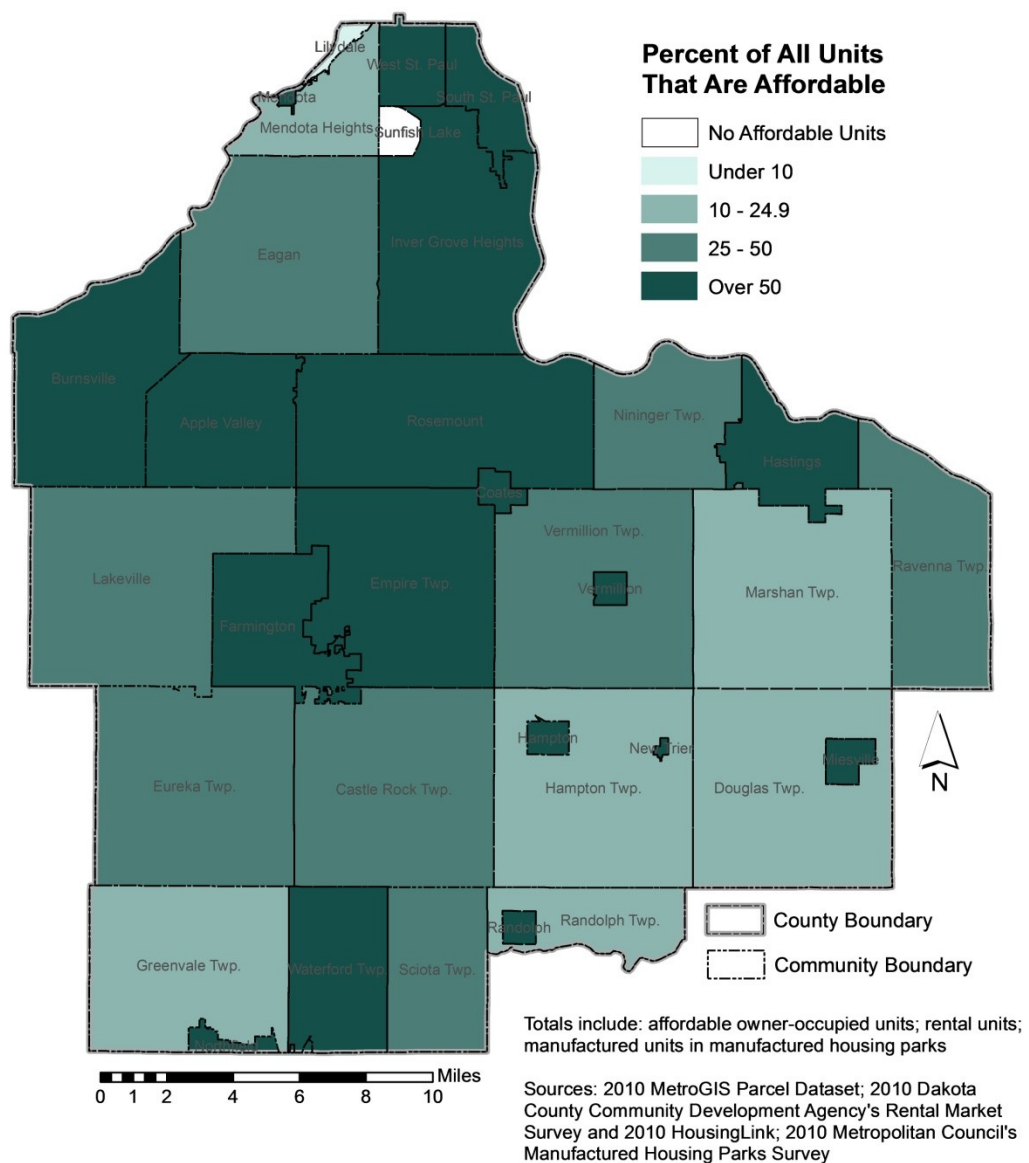 Percent of All Units
That Are Affordable
No Affordable Units
Under 10
10 - 24.9
25 - 50
Over 50
Lilydale
West St. Paul
Mendota
South St. Paul
Mendota Heights
Sunfish Lake
Eagan
Inver Grove Heights
Burnsville
Apple Valley
Rosemount
Nininger Twp.
Hastings
Coates
Lakeville
Empire Twp.
Vermillion Twp.
Vermillion
Marshan Twp.
Ravenna Twp.
Farmington
Hampton
New Trier
Miesville
Eureka Twp.
Castle Rock Twp.
Hampton Twp.
Douglas Twp.
N
Randolph
Randolph Twp.
Greenvale Twp.
Waterford Twp.
Sciota Twp.
County Boundary
Community Boundary
Miles
0 2 4 6 8 10
Totals include: affordable owner-occupied units; rental units;
manufactured units in manufactured housing parks
Sources: 2010 MetroGIS Parcel Dataset; 2010 Dakota
County Community Development Agency's Rental Market
Survey and 2010 HousingLink; 2010 Metropolitan Council's
Manufactured Housing Parks Survey